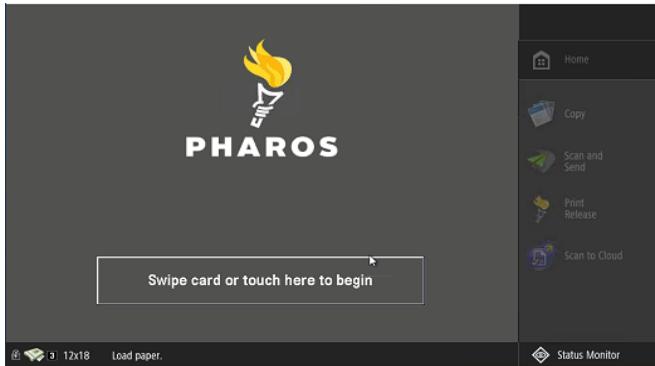 PHAROS
Swipe card or touch here to begin
Home
Copy
Scan and
Send
Print
Release
Scan to Cloud
3 12x18 Load paper.
Status Monitor